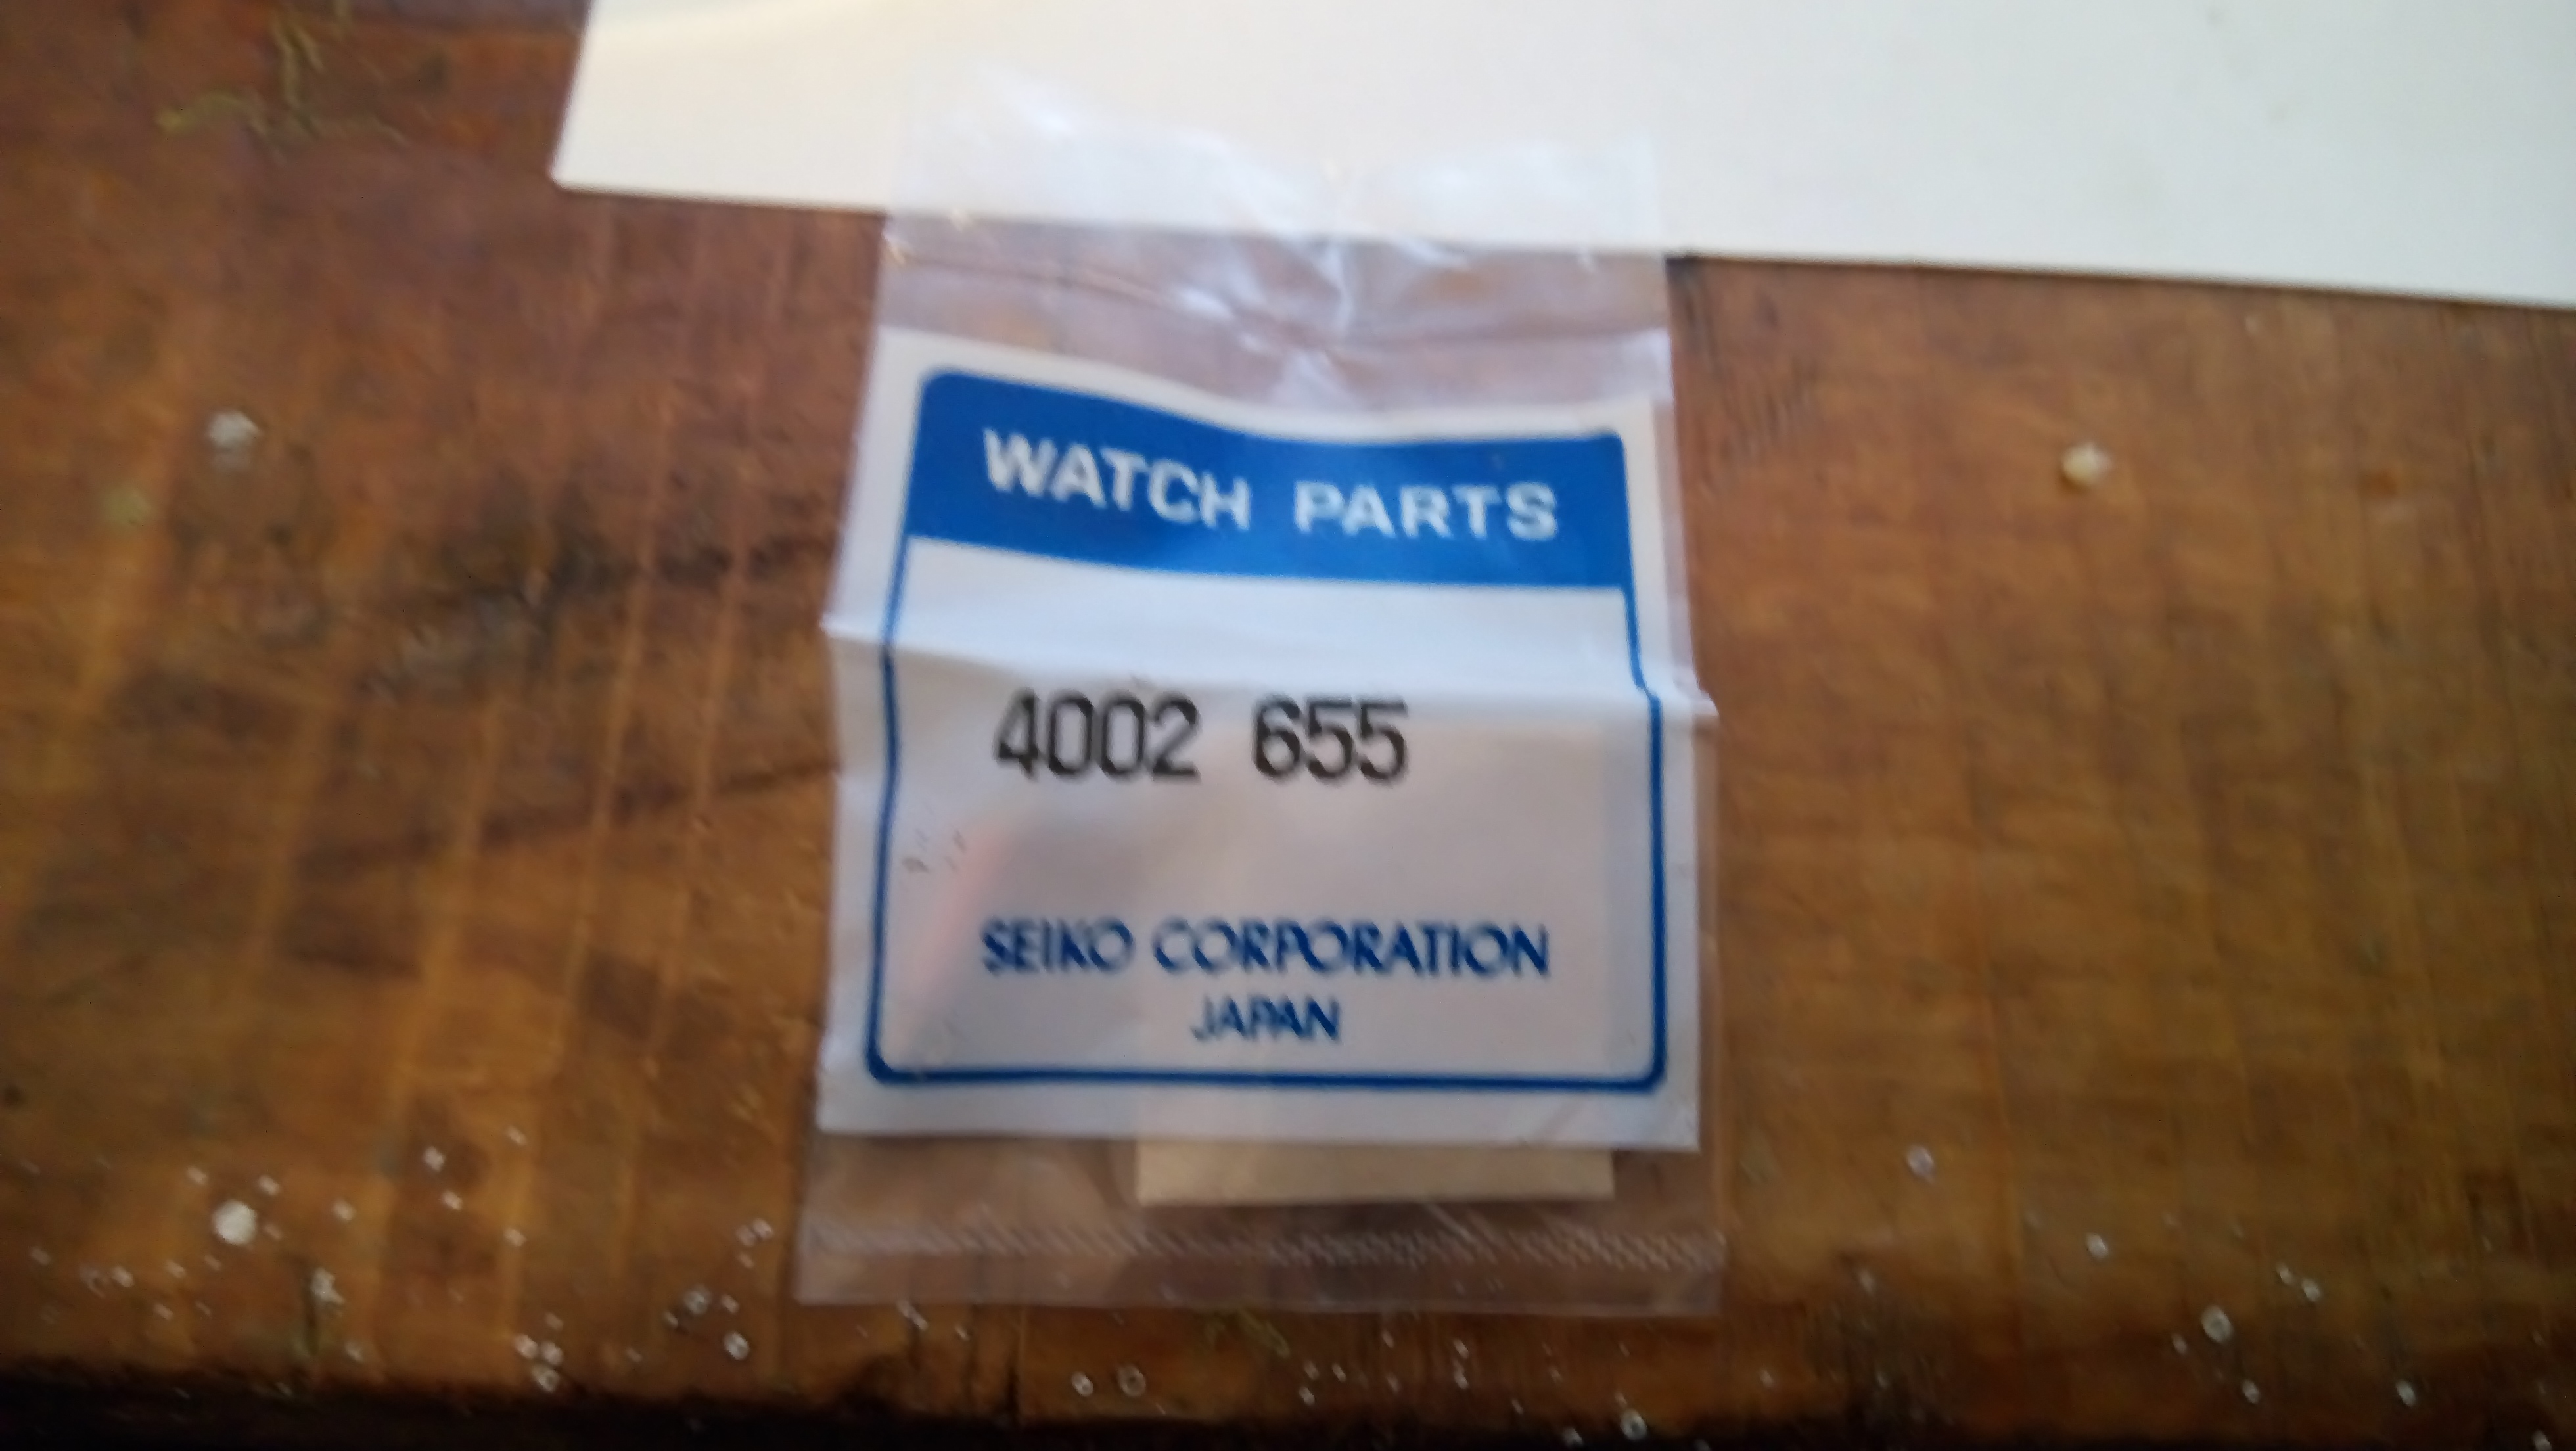 WATCH PARTS
4002 655
SEIKO CORPORATION
JAPAN